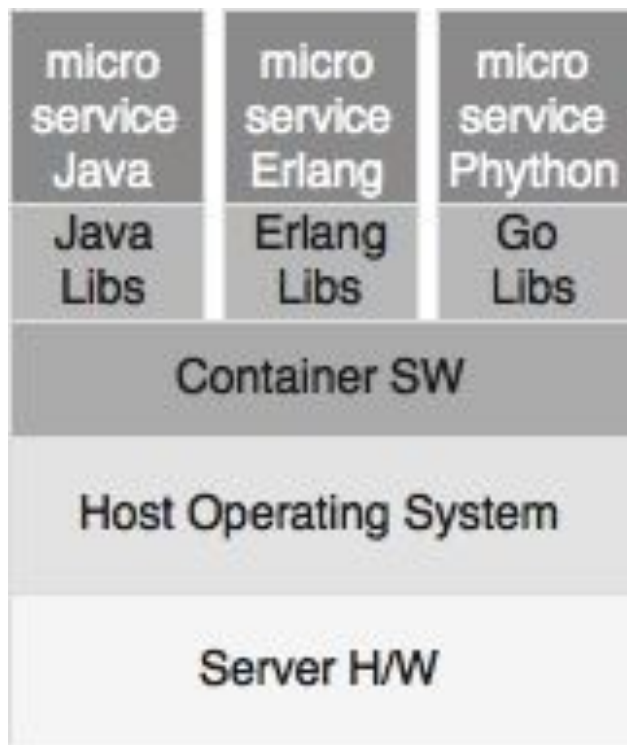 micro
service
Java
micro
service
Erlang
micro
service
Phython
Java
Libs
Erlang
Libs
Go
Libs
Container SW
Host Operating System
Server H/W